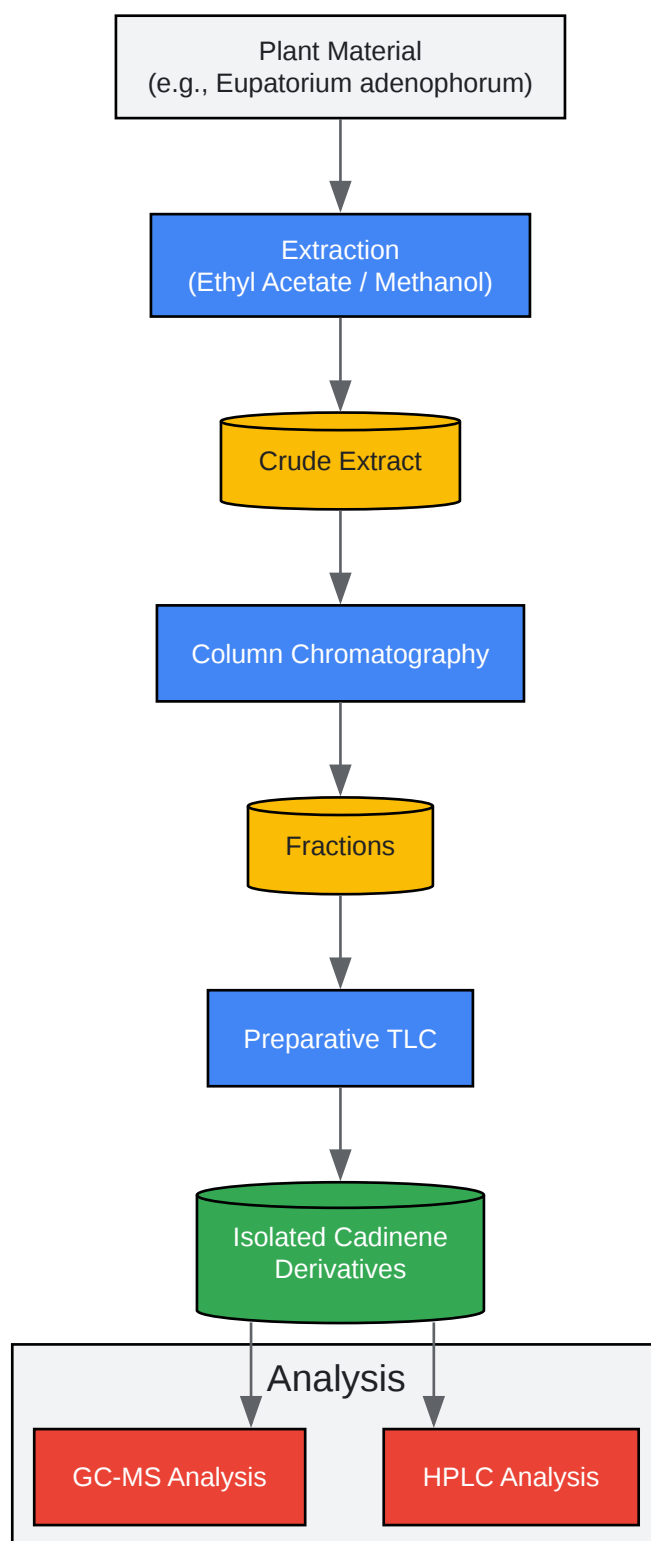 Plant Material
(e.g., Eupatorium adenophorum)
Extraction
(Ethyl Acetate / Methanol)
Crude Extract
Column Chromatography
Fractions
Preparative TLC
Isolated Cadinene
Derivatives
Analysis
GC-MS Analysis
HPLC Analysis